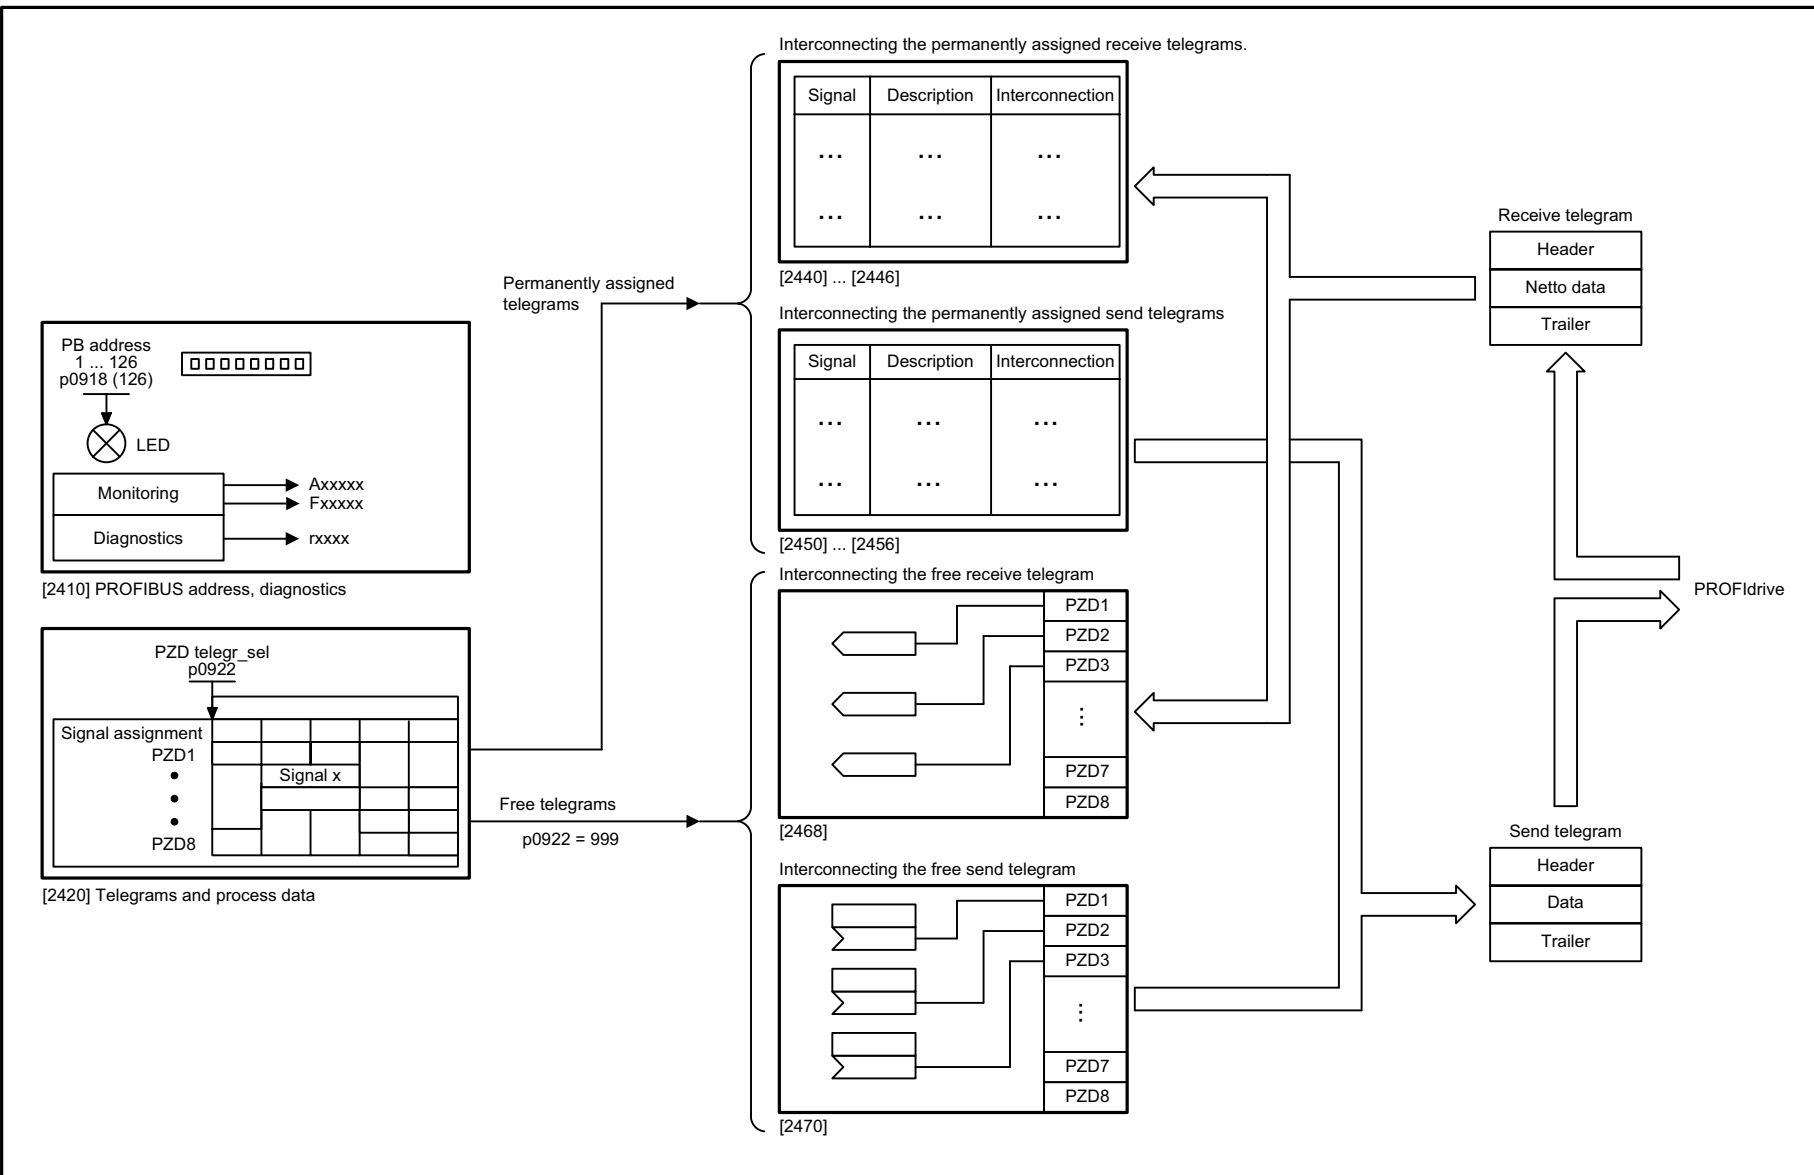 PB address
1 ... 126
p0918 (126)
LED
Monitoring
Axxxxx
Fxxxxx
Diagnostics
rxxxx
[2410] PROFIBUS address, diagnostics
PZD telegr_sel
p0922
Signal assignment
PZD1
Signal x
PZD8
[2420] Telegrams and process data
Permanently assigned
telegrams
Free telegrams
p0922 = 999
Interconnecting the permanently assigned receive telegrams.
Signal Description Interconnection
... ... ...
... ... ...
[2440] ... [2446]
Interconnecting the permanently assigned send telegrams
Signal Description Interconnection
... ... ...
... ... ...
[2450] ... [2456]
Interconnecting the free receive telegram
PZD1
PZD2
PZD3
⋮
PZD7
PZD8
[2468]
Interconnecting the free send telegram
PZD1
PZD2
PZD3
⋮
PZD7
PZD8
[2470]
Receive telegram
Header
Netto data
Trailer
PROFIdrive
Send telegram
Header
Data
Trailer